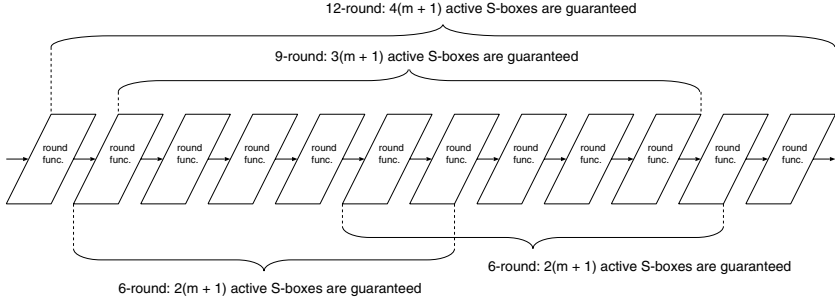 12-round: 4(m + 1) active S-boxes are guaranteed
9-round: 3(m + 1) active S-boxes are guaranteed
round func.
round func.
round func.
round func.
round func.
round func.
round func.
round func.
round func.
round func.
round func.
round func.
6-round: 2(m + 1) active S-boxes are guaranteed
6-round: 2(m + 1) active S-boxes are guaranteed